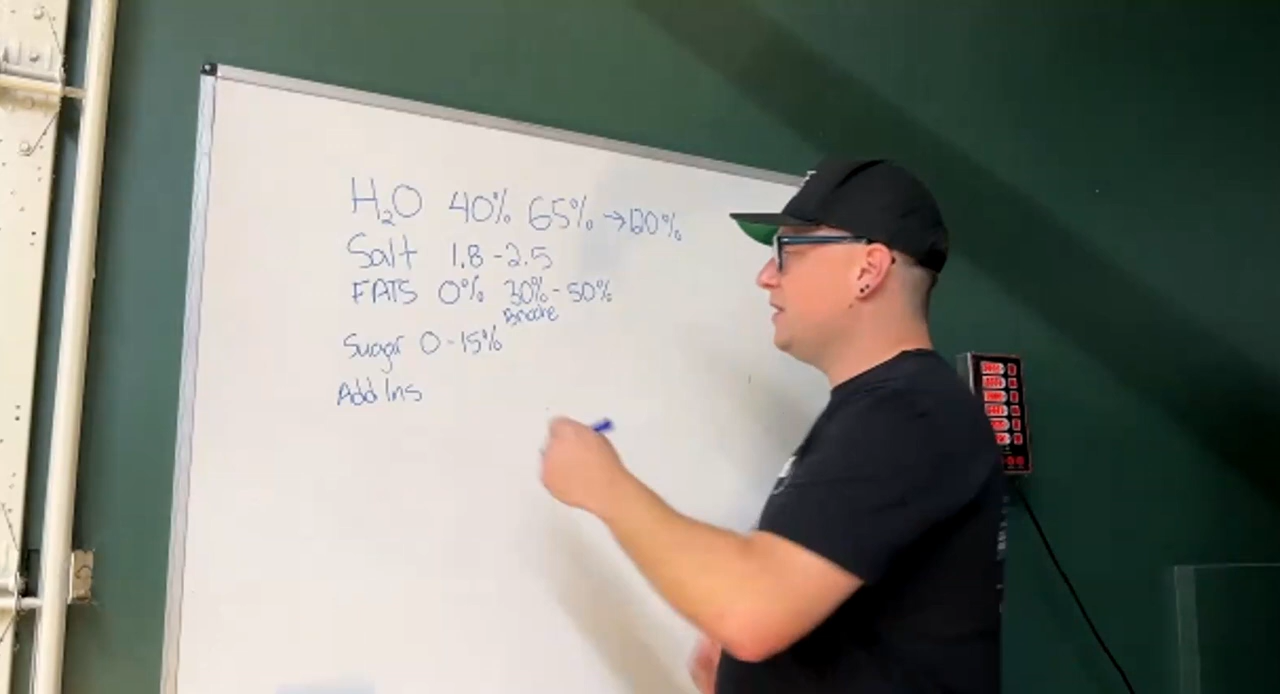 H₂O 40% 65% → 120%
Salt 1.8 - 2.5
FATS 0% 30% - 50%
Brioche
Sugar 0 - 15%
Add Ins